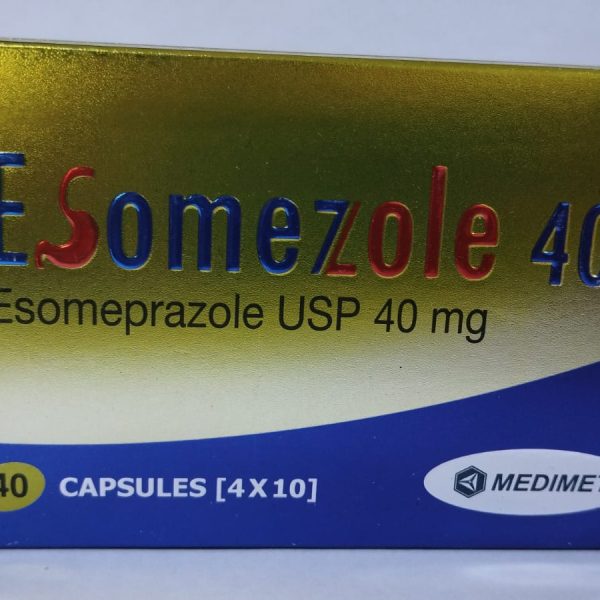 Esomezole 40
Esomeprazole USP 40 mg
40 CAPSULES [4X10]
MEDIMET